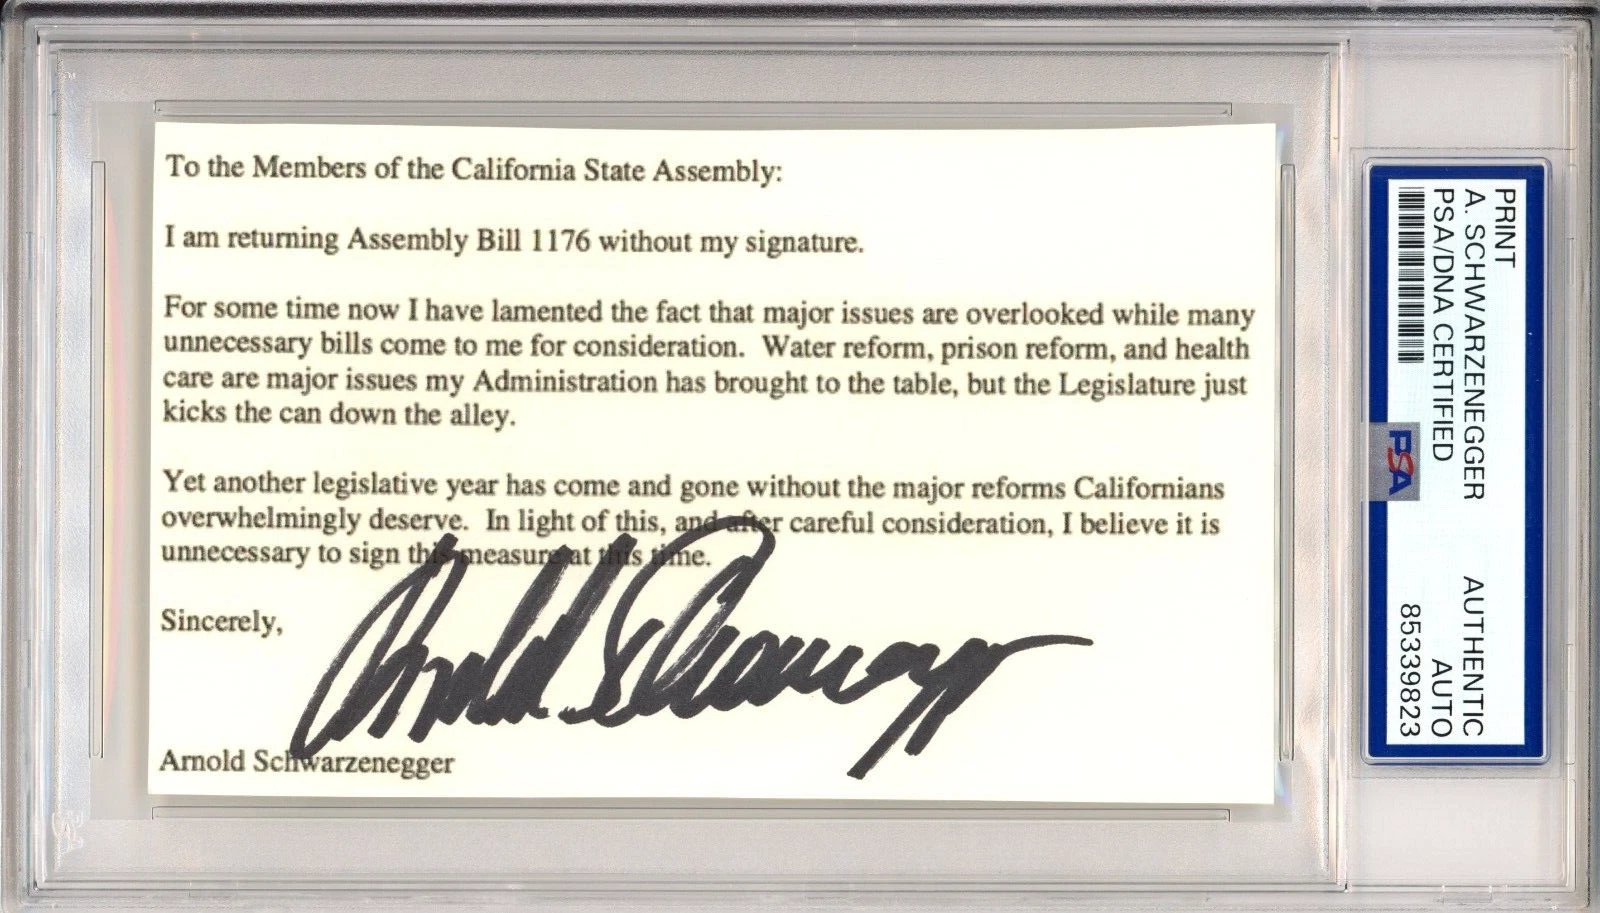 To the Members of the California State Assembly:
I am returning Assembly Bill 1176 without my signature.
For some time now I have lamented the fact that major issues are overlooked while many
unnecessary bills come to me for consideration.  Water reform, prison reform, and health
care are major issues my Administration has brought to the table, but the Legislature just
kicks the can down the alley.
Yet another legislative year has come and gone without the major reforms Californians
overwhelmingly deserve.  In light of this, and after careful consideration, I believe it is
unnecessary to sign this measure at this time.
Sincerely,
Arnold Schwarzenegger
Arnold Schwarzenegger
PRINT
A. SCHWARZENEGGER AUTHENTIC
PSA/DNA CERTIFIED AUTO
85339823
PSA